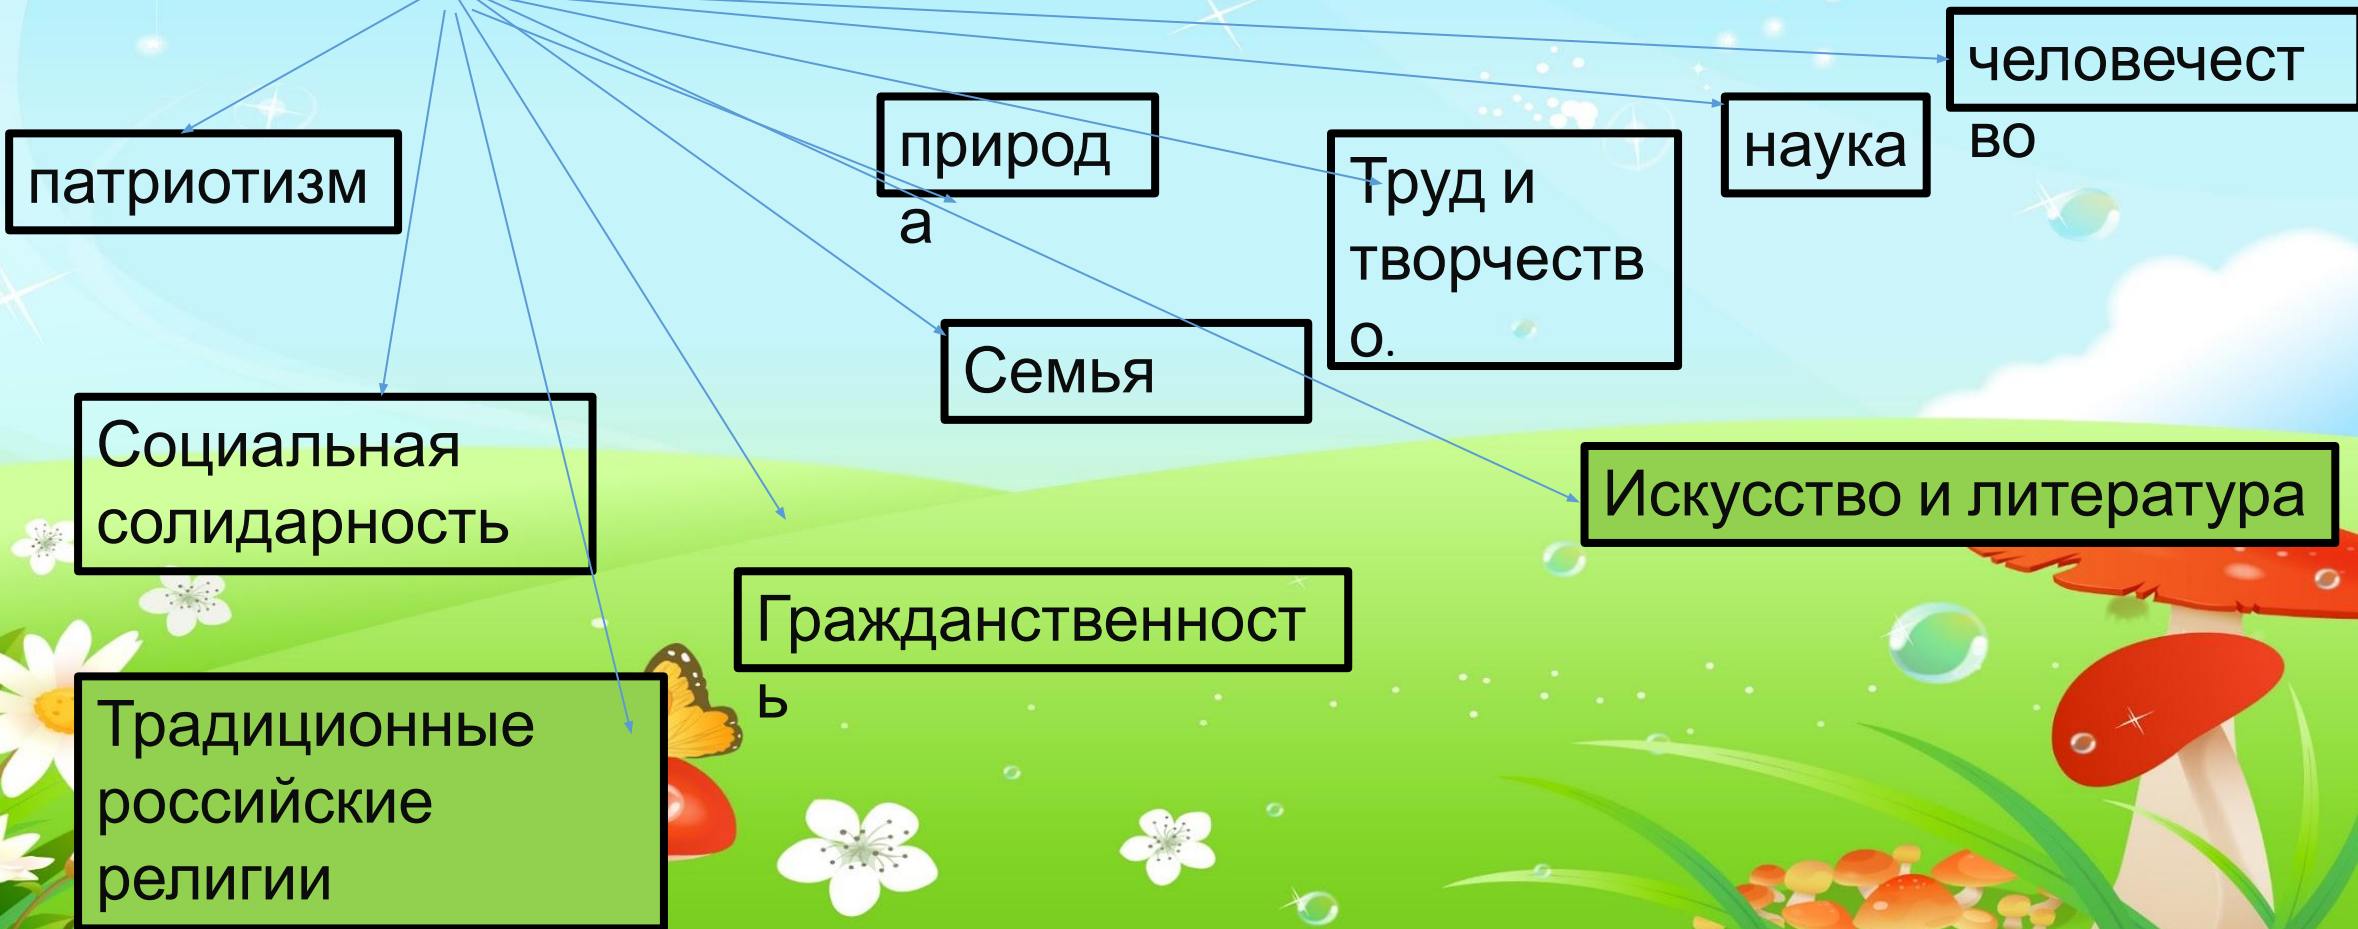 человечест
во
наука
природ
а
патриотизм
Труд и
творчеств
о.
Семья
Социальная
солидарность
Искусство и литература
Гражданственност
ь
Традиционные
российские
религии